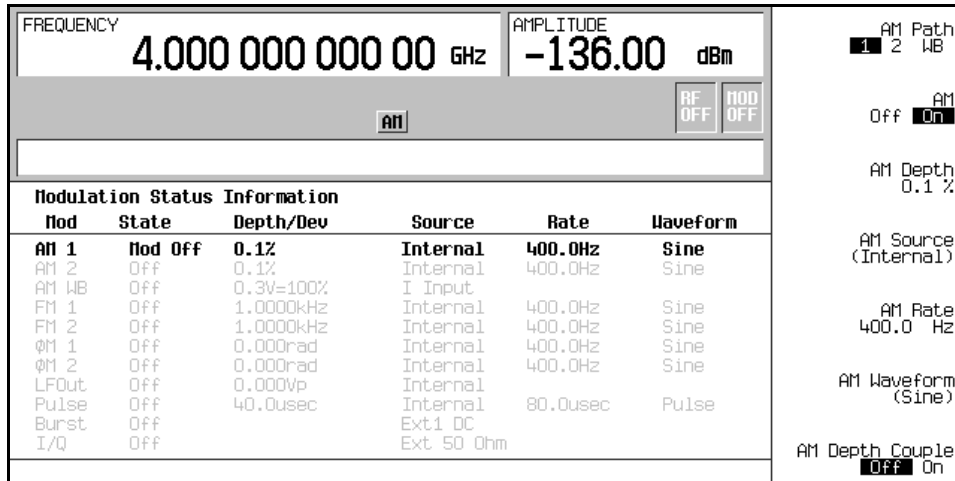 FREQUENCY
4.000 000 000 00 GHz
AMPLITUDE
-136.00 dBm
AM
RF OFF
MOD OFF
Modulation Status Information
Mod State Depth/Dev Source Rate Waveform
AM 1 Mod Off 0.1% Internal 400.0Hz Sine
AM 2 Off 0.1% Internal 400.0Hz Sine
AM WB Off 0.3V=100% I Input
FM 1 Off 1.0000kHz Internal 400.0Hz Sine
FM 2 Off 1.0000kHz Internal 400.0Hz Sine
ΦM 1 Off 0.000rad Internal 400.0Hz Sine
ΦM 2 Off 0.000rad Internal 400.0Hz Sine
LFOut Off 0.000Vp Internal
Pulse Off 40.0usec Internal 80.0usec Pulse
Burst Off Ext1 DC
I/Q Off Ext 50 Ohm
AM Path
1 2 WB
AM
Off On
AM Depth
0.1 %
AM Source
(Internal)
AM Rate
400.0 Hz
AM Waveform
(Sine)
AM Depth Couple
Off On